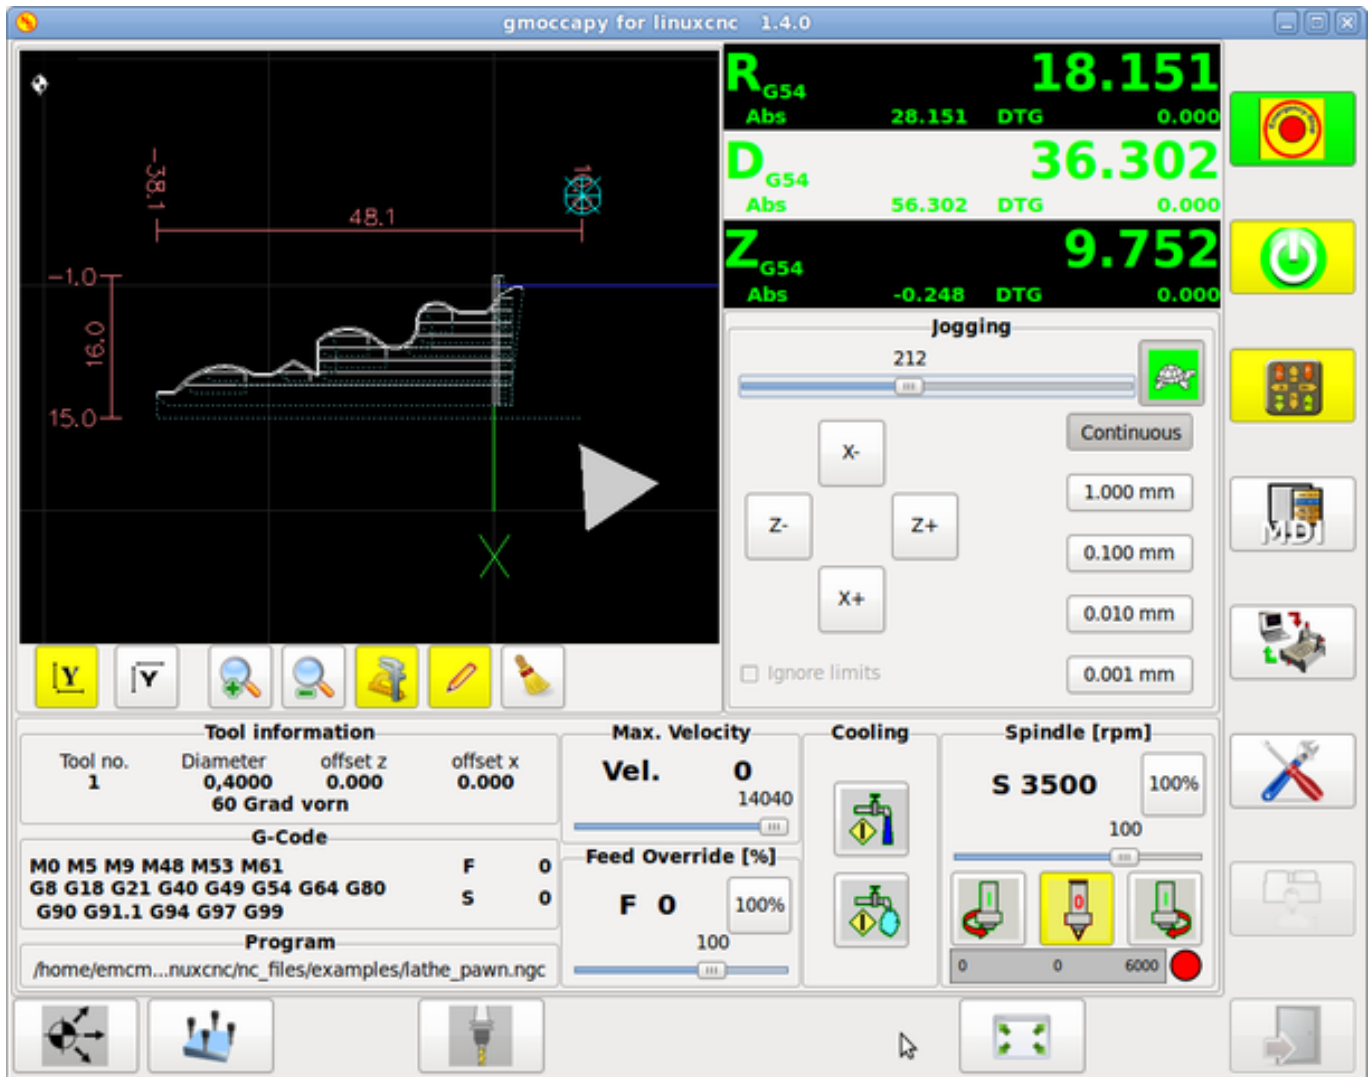 gmoccapy for linuxcnc 1.4.0
R G54 18.151
Abs 28.151 DTG 0.000
D G54 36.302
Abs 56.302 DTG 0.000
Z G54 9.752
Abs -0.248 DTG 0.000
-38.1
48.1
-1.0
16.0
15.0
X
Jogging
212
Continuous
X-
1.000 mm
Z- Z+
0.100 mm
X+
0.010 mm
Ignore limits
0.001 mm
MDI
Y Y
Tool information
Tool no. Diameter offset z offset x
1 0,4000 0.000 0.000
60 Grad vorn
G-Code
M0 M5 M9 M48 M53 M61 F 0
G8 G18 G21 G40 G49 G54 G64 G80 S 0
G90 G91.1 G94 G97 G99
Program
/home/emcm...nuxcnc/nc_files/examples/lathe_pawn.ngc
Max. Velocity
Vel. 0
14040
Feed Override [%]
F 0 100%
100
Cooling
Spindle [rpm]
S 3500 100%
100
I 0 I
0 0 6000